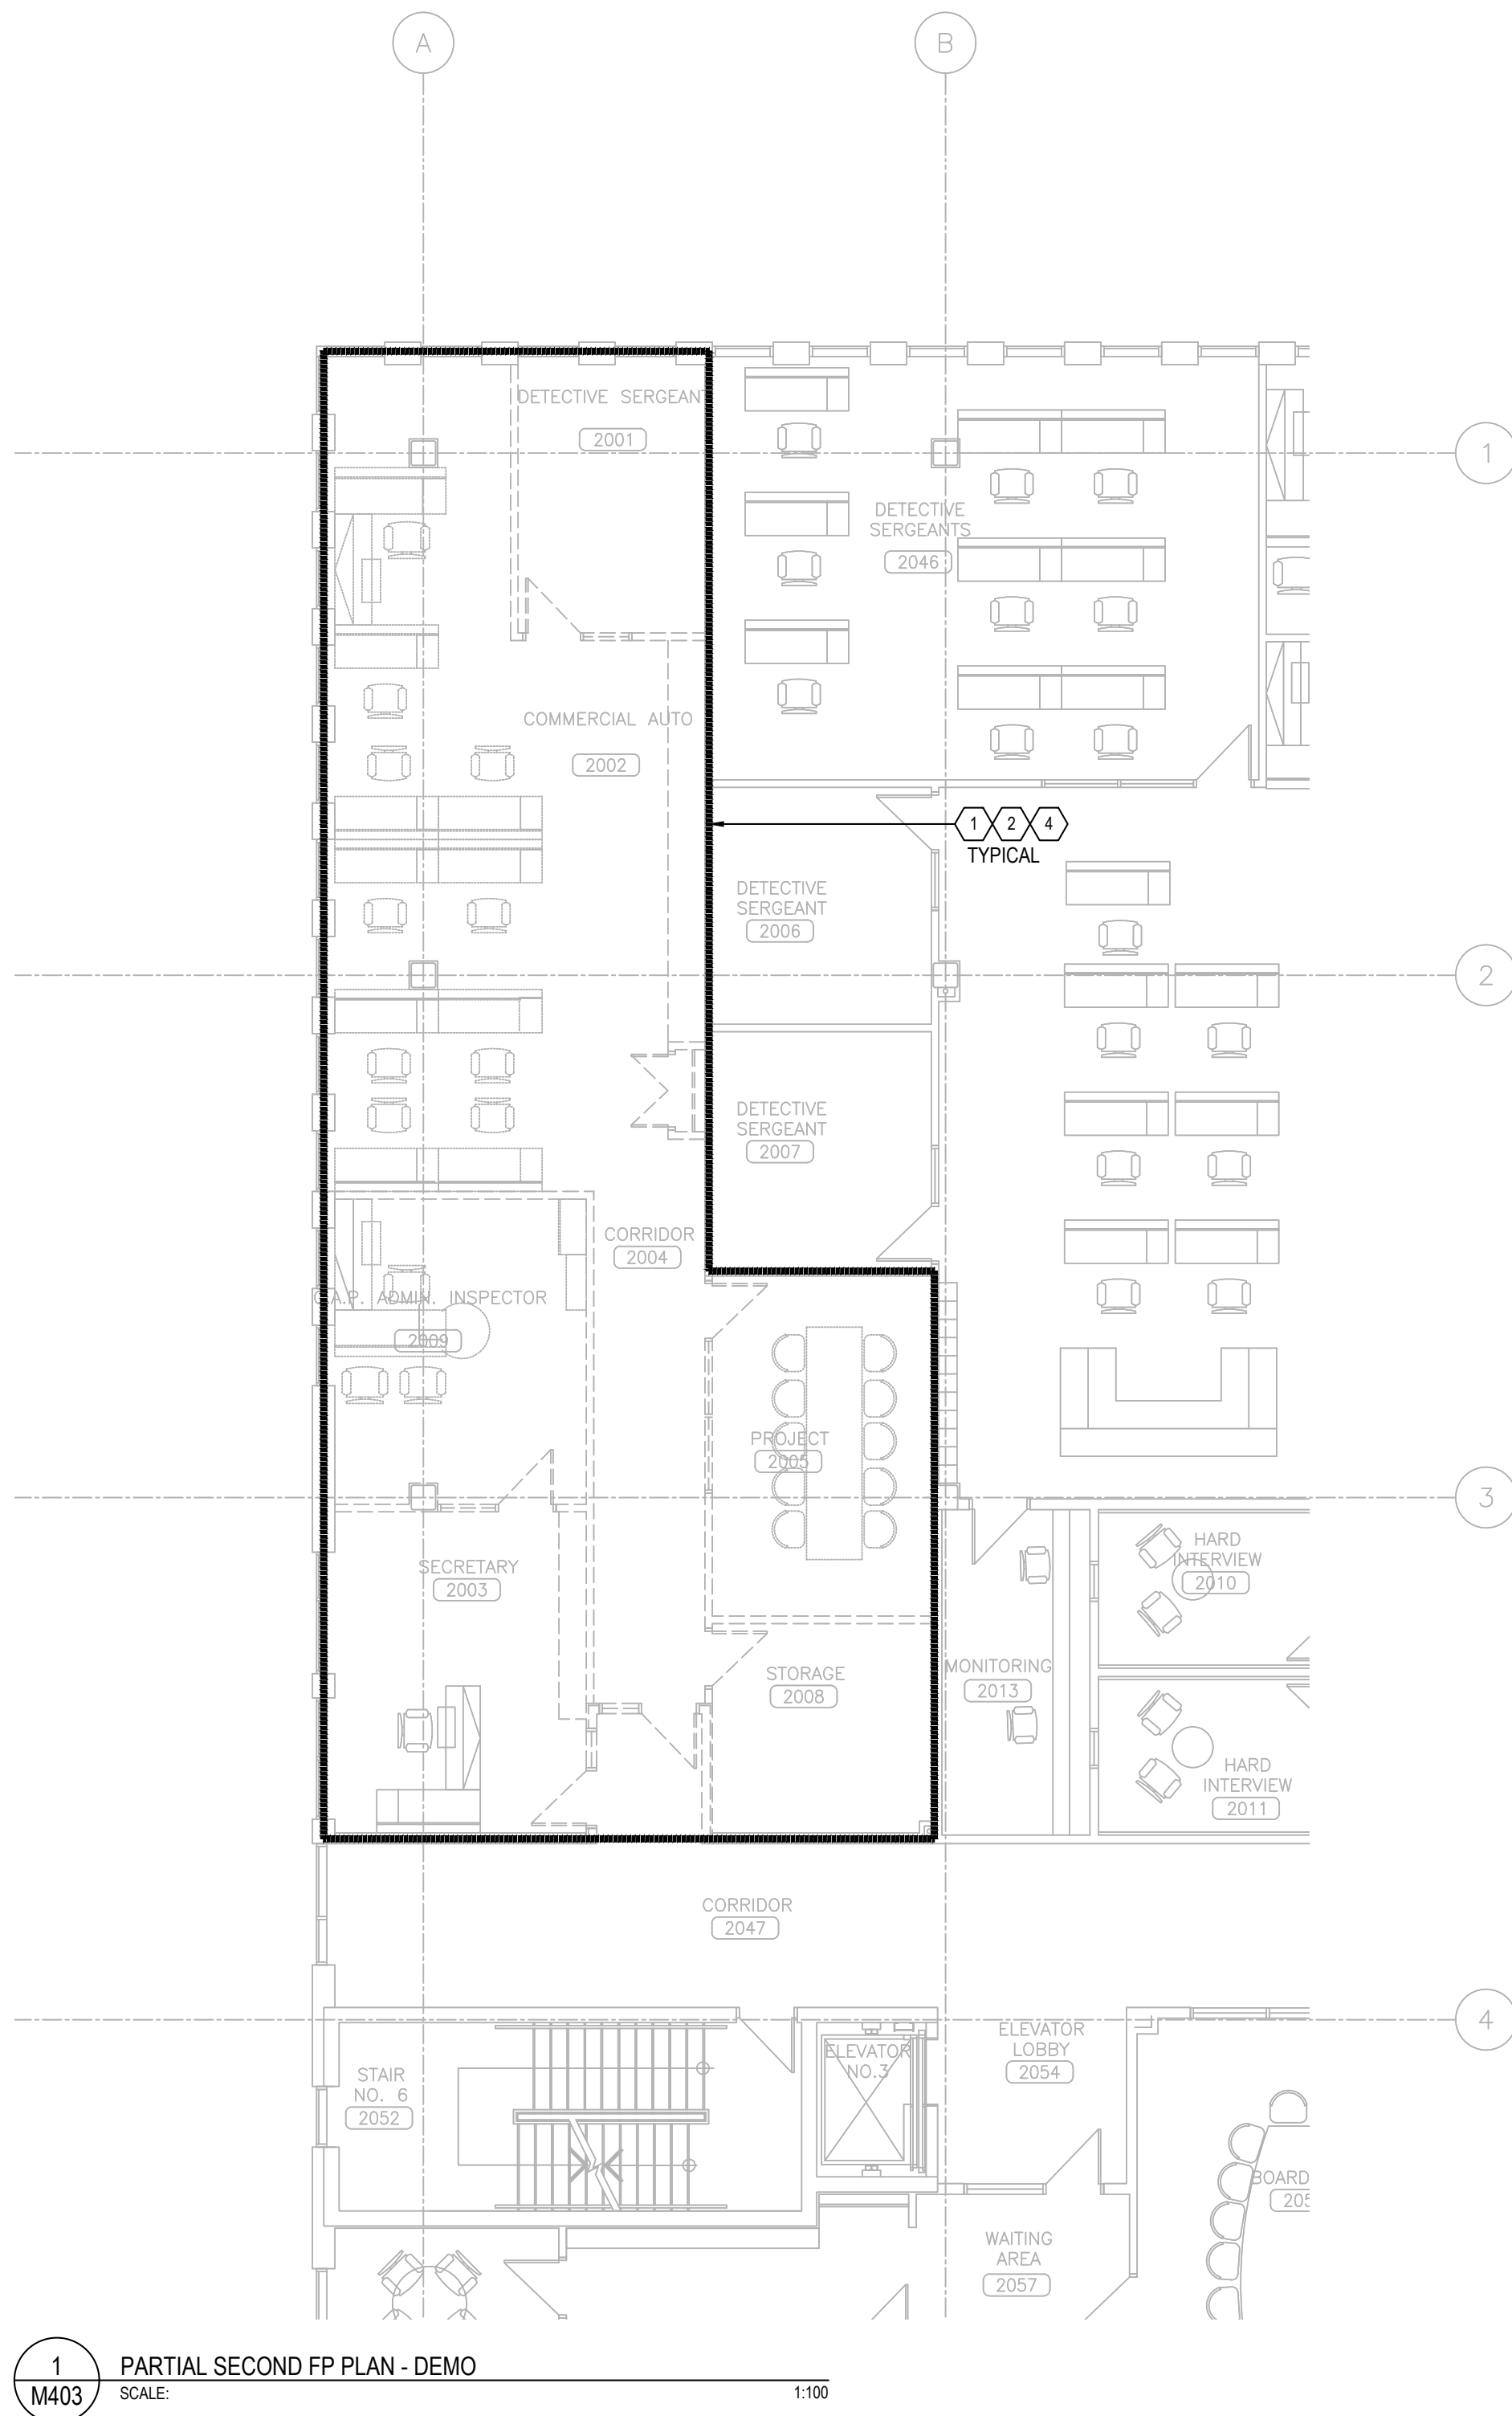 A
B
DETECTIVE SERGEANT
2001
1
DETECTIVE
SERGEANTS
2046
COMMERCIAL AUTO
2002
1 2 4
TYPICAL
DETECTIVE
SERGEANT
2006
2
DETECTIVE
SERGEANT
2007
CORRIDOR
2004
C.A.P. ADMIN. INSPECTOR
2009
PROJECT
2005
3
HARD
INTERVIEW
2010
SECRETARY
2003
MONITORING
2013
STORAGE
2008
HARD
INTERVIEW
2011
CORRIDOR
2047
4
ELEVATOR
LOBBY
2054
ELEVATOR
NO.3
STAIR
NO. 6
2052
BOARD
205
WAITING
AREA
2057
1
M403
PARTIAL SECOND FP PLAN - DEMO
SCALE: 1:100